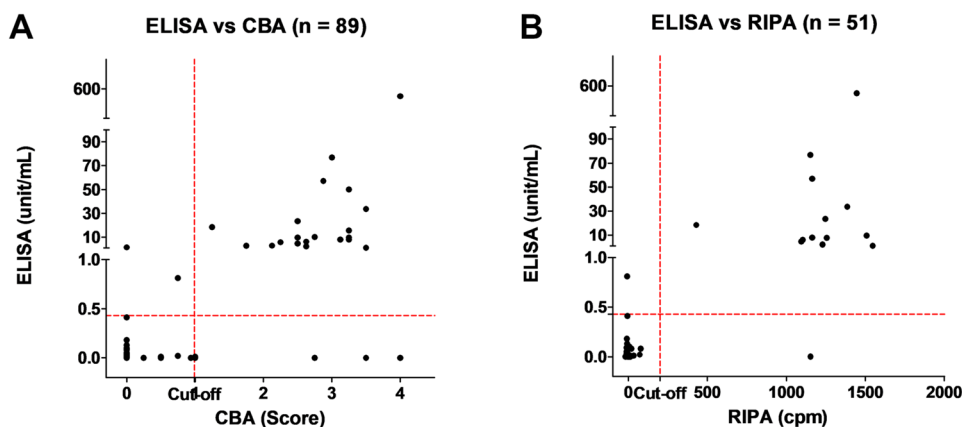 A
ELISA vs CBA (n = 89)
ELISA (unit/mL)
600
90
70
50
30
10
1.0
0.5
0.0
0
1
2
3
4
Cut-off
CBA (Score)
B
ELISA vs RIPA (n = 51)
ELISA (unit/mL)
600
90
70
50
30
10
1.0
0.5
0.0
0
Cut-off
500
1000
1500
2000
RIPA (cpm)